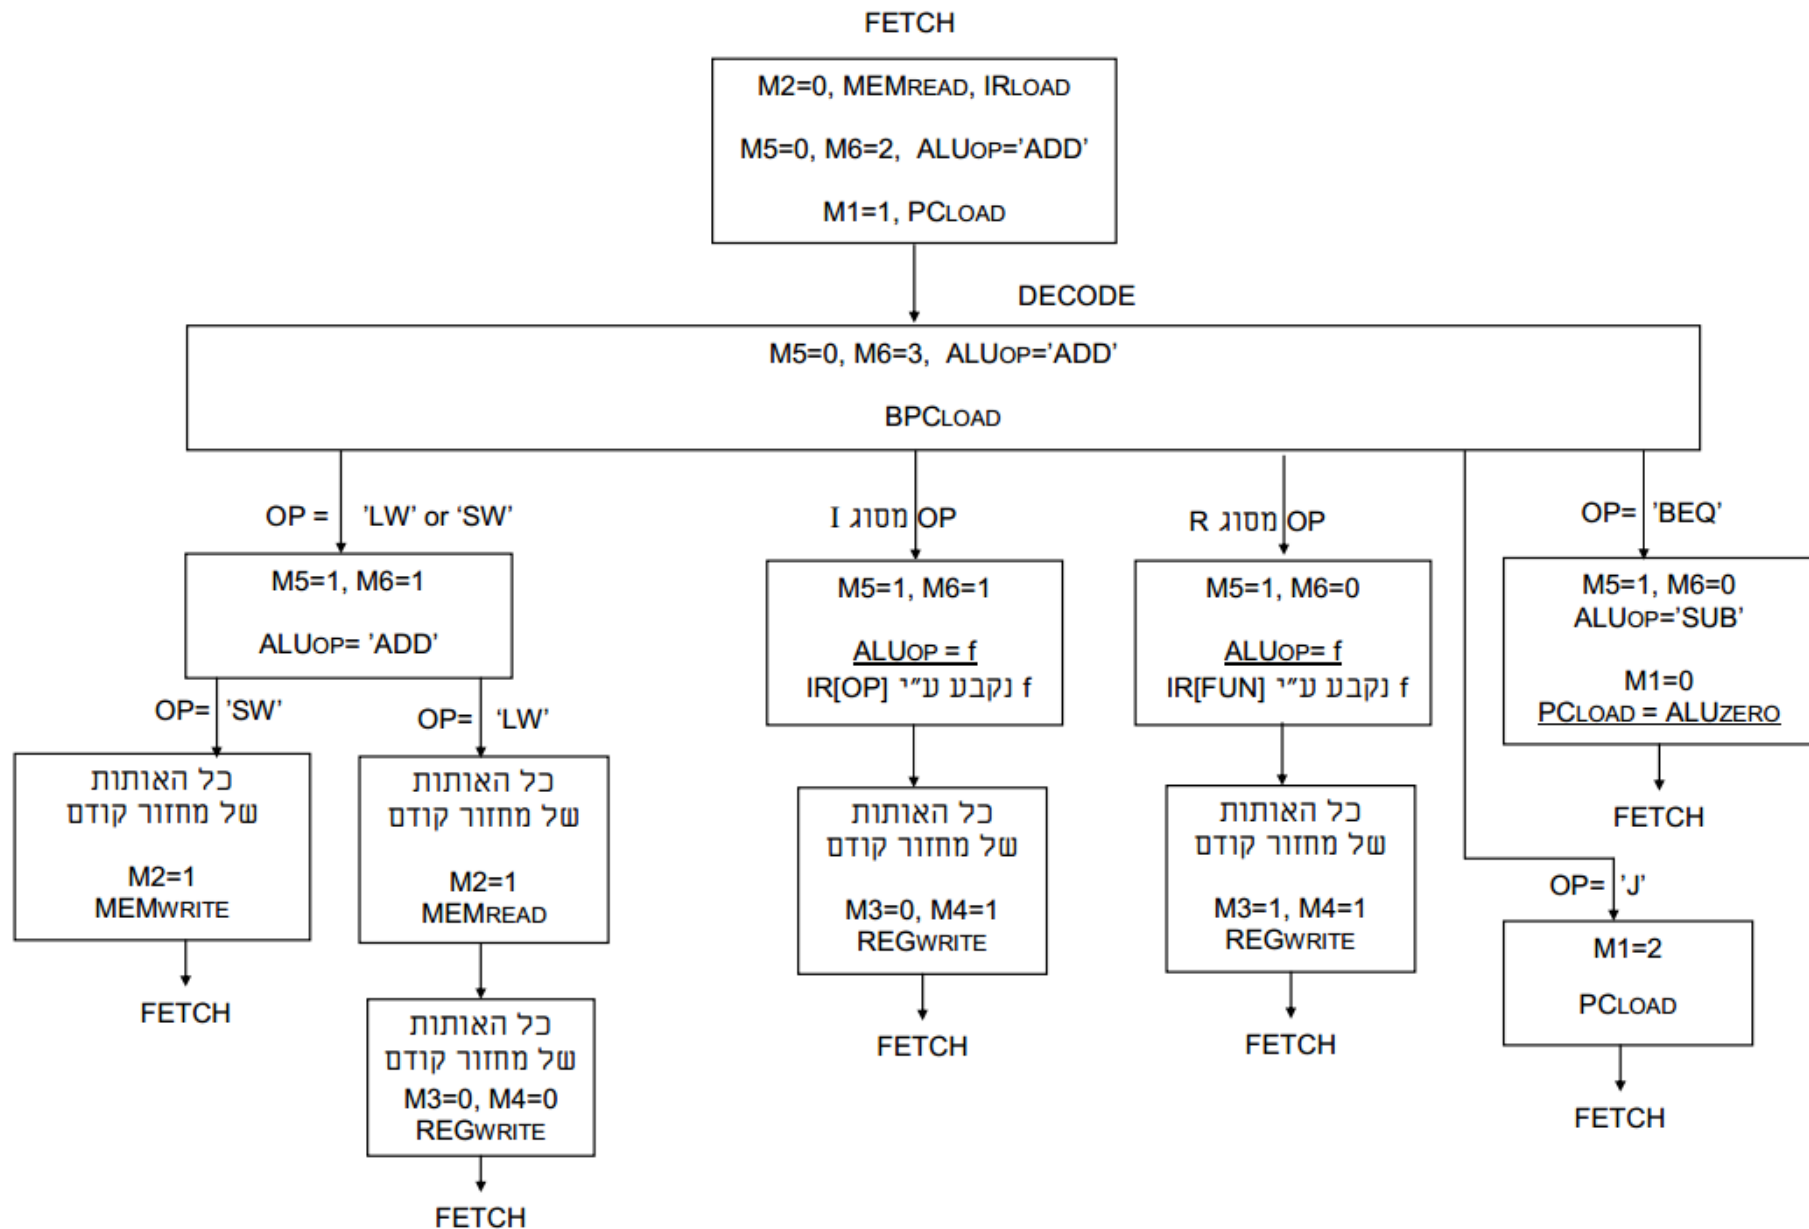 FETCH
M2=0, MEMREAD, IRLOAD
M5=0, M6=2, ALUOP='ADD'
M1=1, PCLOAD
DECODE
M5=0, M6=3, ALUOP='ADD'
BPCLOAD
OP = 'LW' or 'SW'
M5=1, M6=1
ALUOP= 'ADD'
OP= 'SW'
כל האותות
של מחזור קודם
M2=1
MEMWRITE
FETCH
OP= 'LW'
כל האותות
של מחזור קודם
M2=1
MEMREAD
כל האותות
של מחזור קודם
M3=0, M4=0
REGWRITE
FETCH
OP מסוג I
M5=1, M6=1
ALUOP = f
f נקבע ע״י IR[OP]
כל האותות
של מחזור קודם
M3=0, M4=1
REGWRITE
FETCH
OP מסוג R
M5=1, M6=0
ALUOP= f
f נקבע ע״י IR[FUN]
כל האותות
של מחזור קודם
M3=1, M4=1
REGWRITE
FETCH
OP= 'BEQ'
M5=1, M6=0
ALUOP='SUB'
M1=0
PCLOAD = ALUZERO
FETCH
OP= 'J'
M1=2
PCLOAD
FETCH